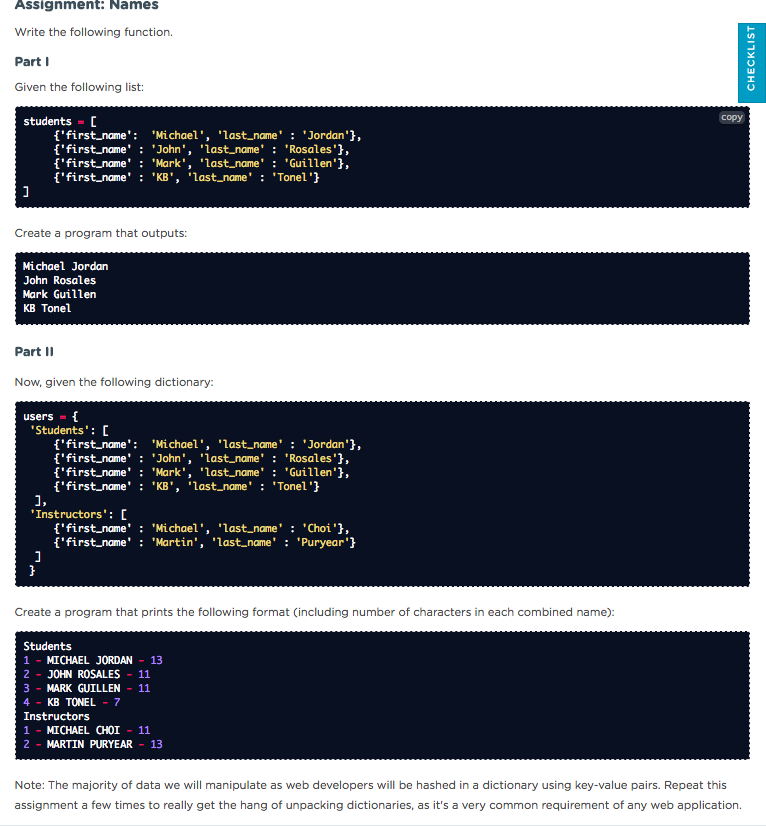 Assignment: Names
Write the following function.
CHECKLIST
Part I
Given the following list:
copy
students = [
    {'first_name':  'Michael', 'last_name' : 'Jordan'},
    {'first_name' : 'John', 'last_name' : 'Rosales'},
    {'first_name' : 'Mark', 'last_name' : 'Guillen'},
    {'first_name' : 'KB', 'last_name' : 'Tonel'}
]
Create a program that outputs:
Michael Jordan
John Rosales
Mark Guillen
KB Tonel
Part II
Now, given the following dictionary:
users = {
 'Students': [
    {'first_name':  'Michael', 'last_name' : 'Jordan'},
    {'first_name' : 'John', 'last_name' : 'Rosales'},
    {'first_name' : 'Mark', 'last_name' : 'Guillen'},
    {'first_name' : 'KB', 'last_name' : 'Tonel'}
 ],
 'Instructors': [
    {'first_name' : 'Michael', 'last_name' : 'Choi'},
    {'first_name' : 'Martin', 'last_name' : 'Puryear'}
 ]
}
Create a program that prints the following format (including number of characters in each combined name):
Students
1 - MICHAEL JORDAN - 13
2 - JOHN ROSALES - 11
3 - MARK GUILLEN - 11
4 - KB TONEL - 7
Instructors
1 - MICHAEL CHOI - 11
2 - MARTIN PURYEAR - 13
Note: The majority of data we will manipulate as web developers will be hashed in a dictionary using key-value pairs. Repeat this
assignment a few times to really get the hang of unpacking dictionaries, as it's a very common requirement of any web application.